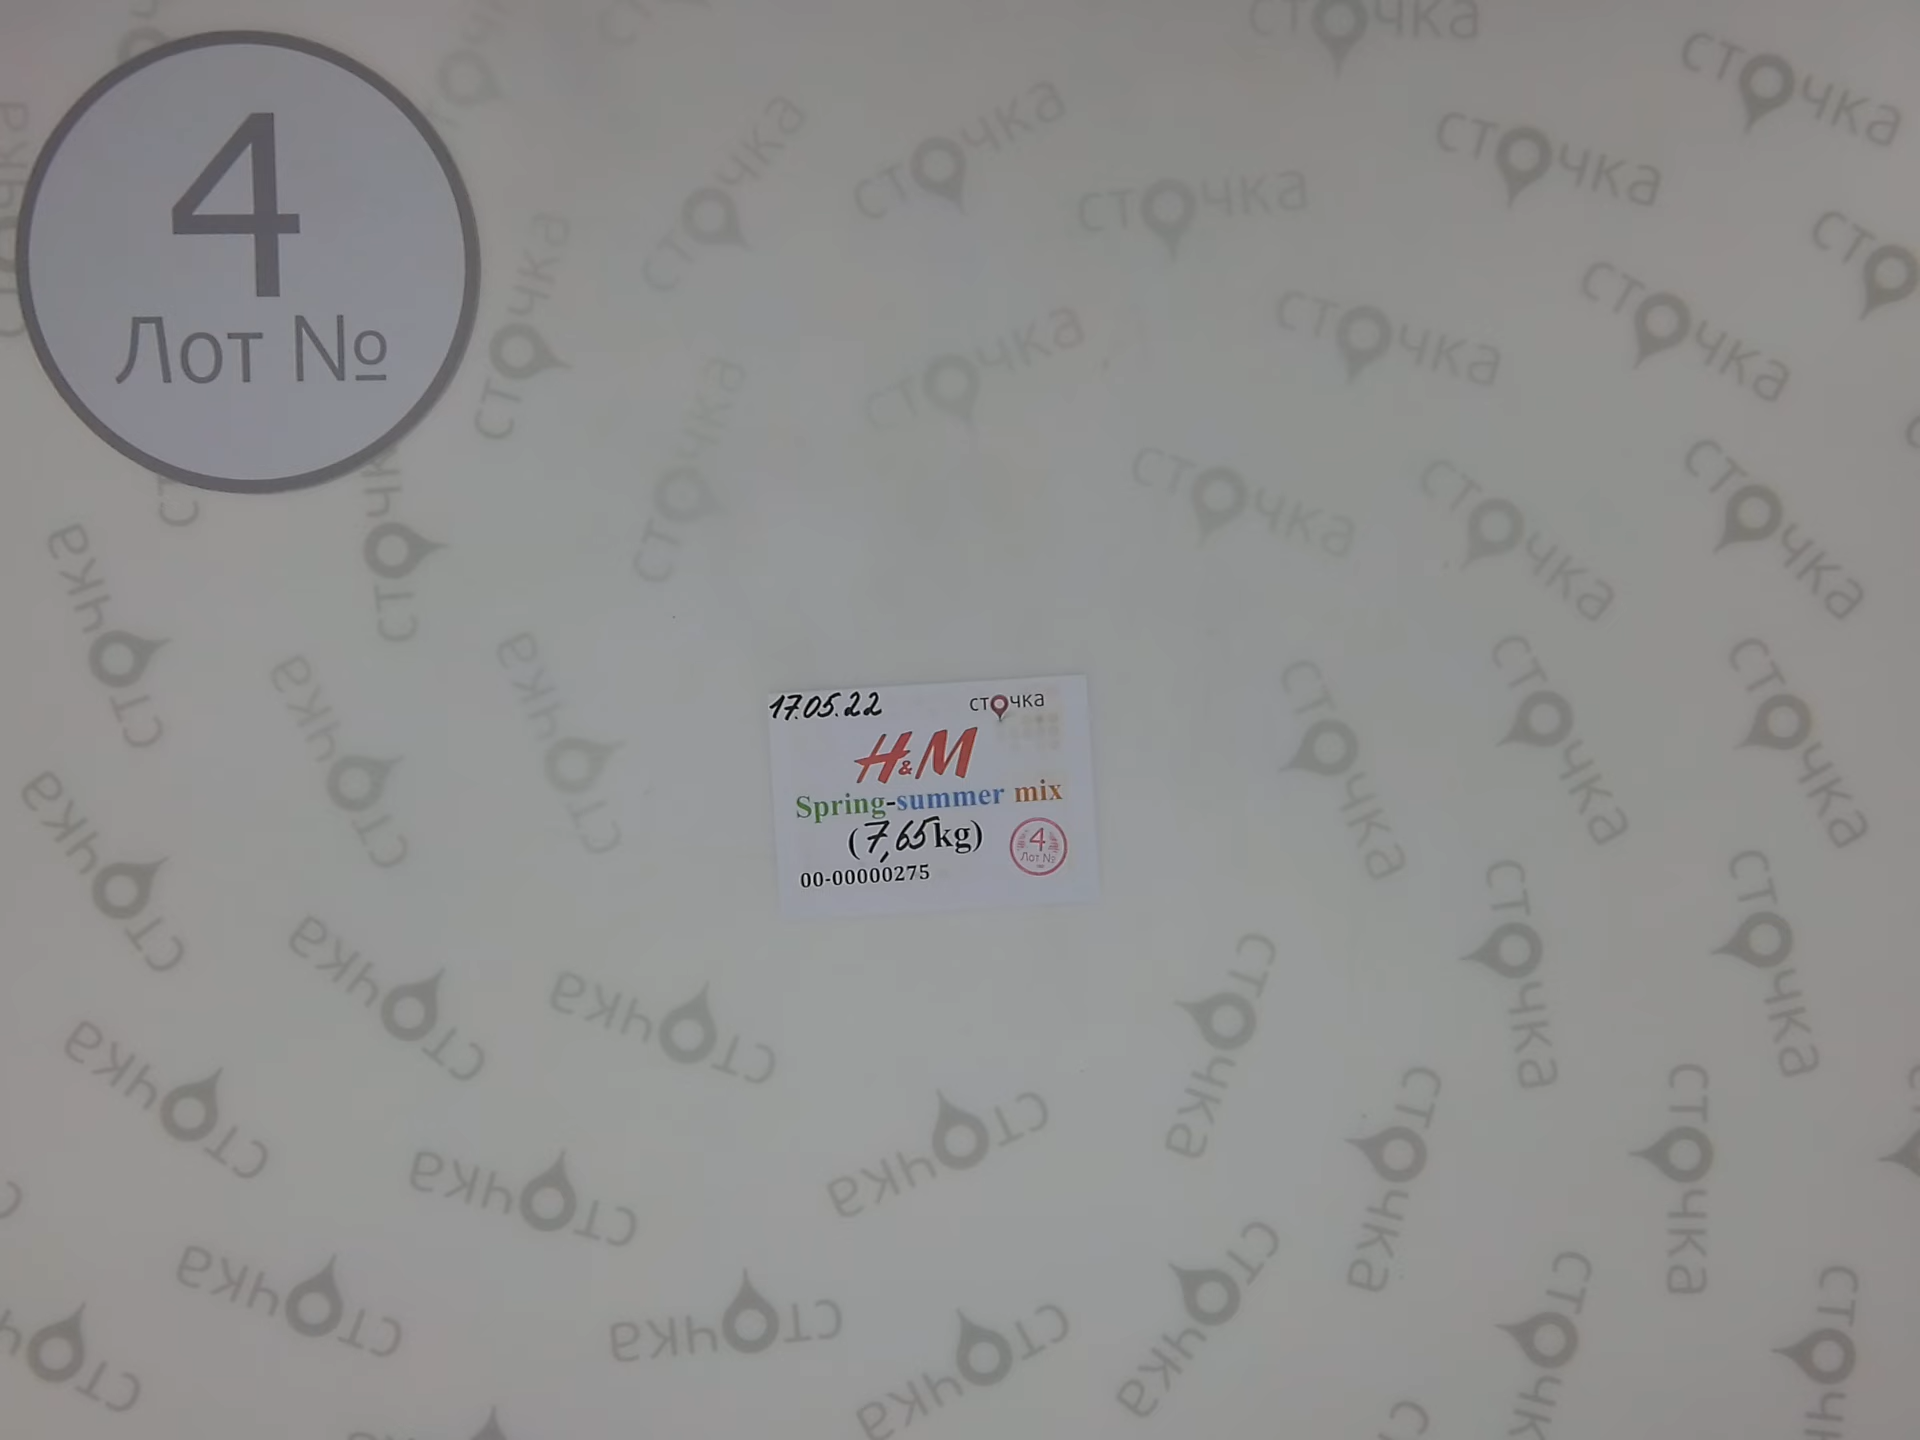 4
Лот №
17.05.22
сточка
H&M
Spring-summer mix
(7,65kg)
4
Лот №
00-00000275